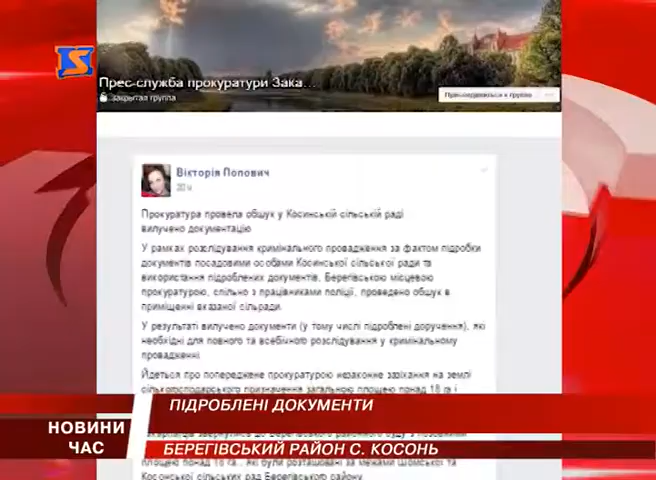 Прес-служба прокуратури Зака...
закрытая группа
Присоединиться к группе
Вікторія Попович
20 ч.
Прокуратура провела обшук у Косинській сільській раді
вилучено документацію
У рамках розслідування кримінального провадження за фактом підробки
документів посадовими особами Косинської сільської ради та
використання підроблених документів, Берегівською місцевою
прокуратурою, спільно з працівниками поліції, проведено обшук в
приміщенні вказаної сільради.
У результаті вилучено документи (у тому числі підроблені доручення), які
необхідні для повного та всебічного розслідування у кримінальному
провадженні.
Йдеться про попереджене прокуратурою незаконне зазіхання на землі
сільськогосподарського призначення загальною площею понад 18 га і
ПІДРОБЛЕНІ ДОКУМЕНТИ
НОВИНИ
ЧАС
БЕРЕГІВСЬКИЙ РАЙОН С. КОСОНЬ
площею понад 18 га., які були розташовані за межами Шомської та
Косонської сільських рад Берегівського району